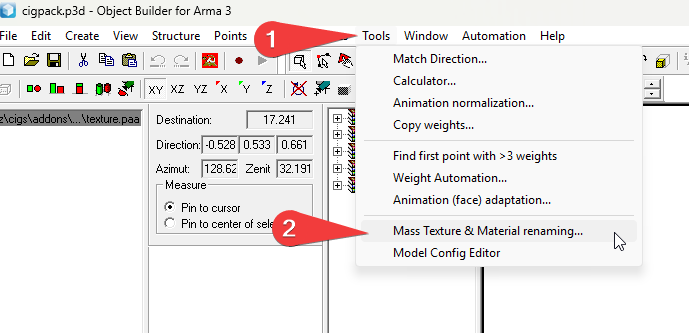 cigpack.p3d - Object Builder for Arma 3
File Edit Create View Structure Points
1
Tools Window Automation Help
Match Direction...
Calculator...
Animation normalization...
Copy weights...
Find first point with >3 weights
Weight Automation...
Animation (face) adaptation...
2
Mass Texture & Material renaming...
Model Config Editor
XY XZ YZ X Y Z
z\cigs\addons\...\texture.paa
Destination: 17.241
Direction: -0.528 0.533 0.661
Azimut: 128.62 Zenit 32.191
Measure
Pin to cursor
Pin to center of sele